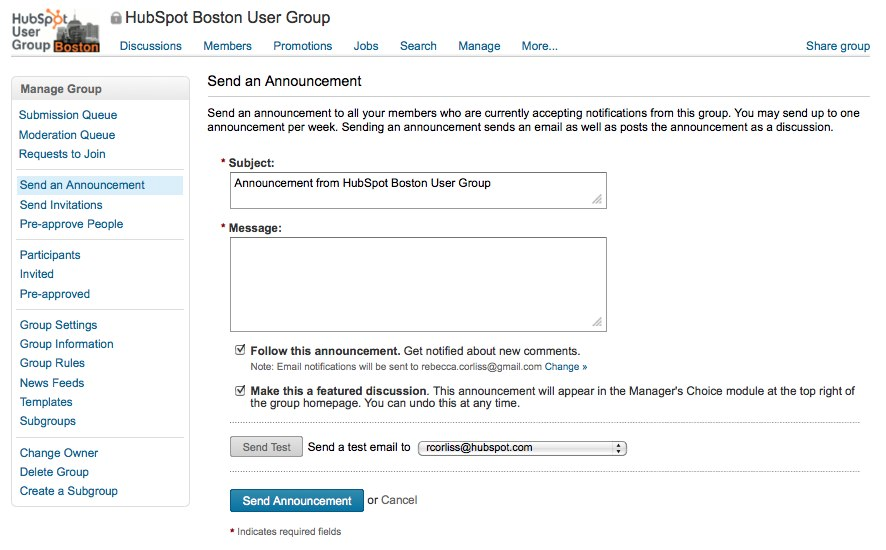 HubSpot
User
Group Boston
HubSpot Boston User Group
Discussions Members Promotions Jobs Search Manage More... Share group
Manage Group
Submission Queue
Moderation Queue
Requests to Join
Send an Announcement
Send Invitations
Pre-approve People
Participants
Invited
Pre-approved
Group Settings
Group Information
Group Rules
News Feeds
Templates
Subgroups
Change Owner
Delete Group
Create a Subgroup
Send an Announcement
Send an announcement to all your members who are currently accepting notifications from this group. You may send up to one
announcement per week. Sending an announcement sends an email as well as posts the announcement as a discussion.
* Subject:
Announcement from HubSpot Boston User Group
* Message:
Follow this announcement. Get notified about new comments.
Note: Email notifications will be sent to rebecca.corliss@gmail.com Change »
Make this a featured discussion. This announcement will appear in the Manager's Choice module at the top right of
the group homepage. You can undo this at any time.
Send Test Send a test email to rcorliss@hubspot.com
Send Announcement or Cancel
* Indicates required fields